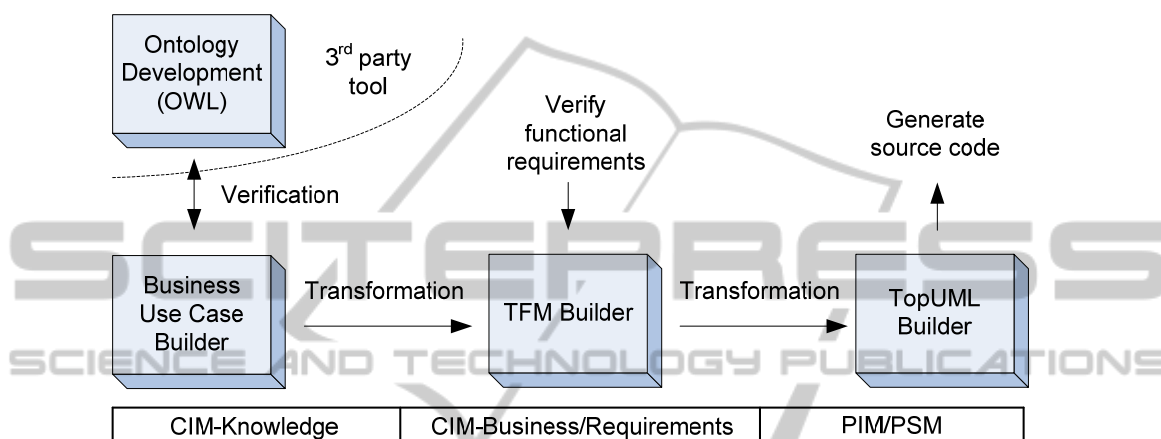 Ontology
Development
(OWL)
3rd party
tool
Verification
Verify
functional
requirements
Generate
source code
Business
Use Case
Builder
Transformation
TFM Builder
Transformation
TopUML
Builder
SCITEPRESS
SCIENCE AND TECHNOLOGY PUBLICATIONS
CIM-Knowledge
CIM-Business/Requirements
PIM/PSM